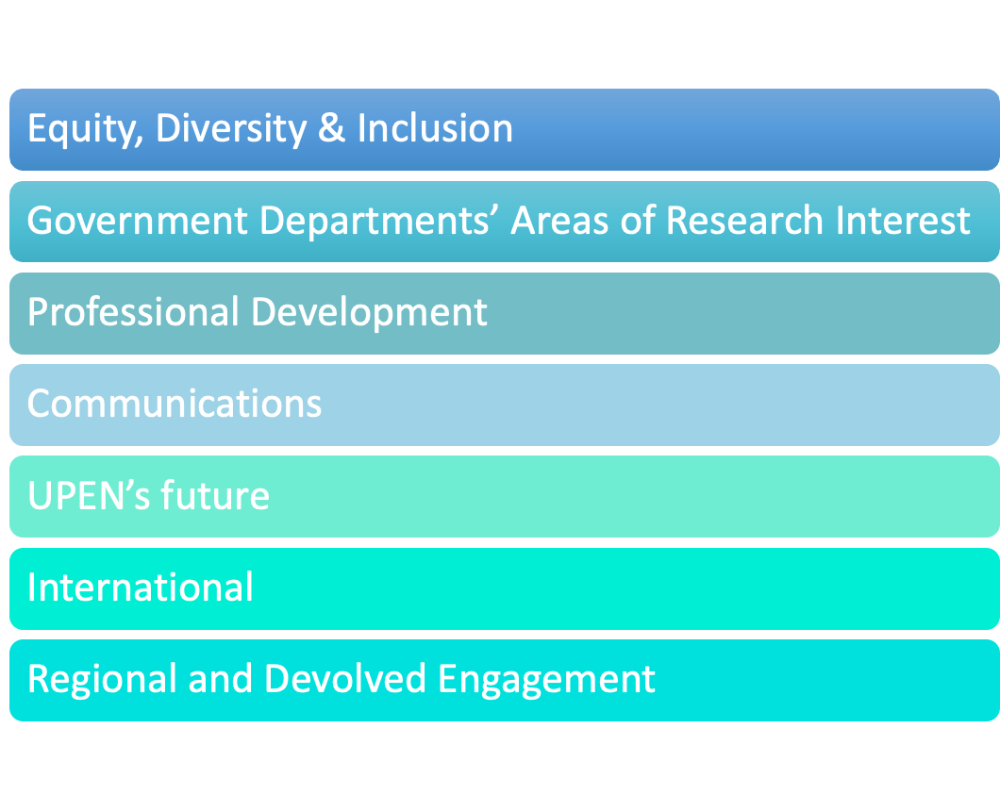 Equity, Diversity & Inclusion
Government Departments’ Areas of Research Interest
Professional Development
Communications
UPEN’s future
International
Regional and Devolved Engagement